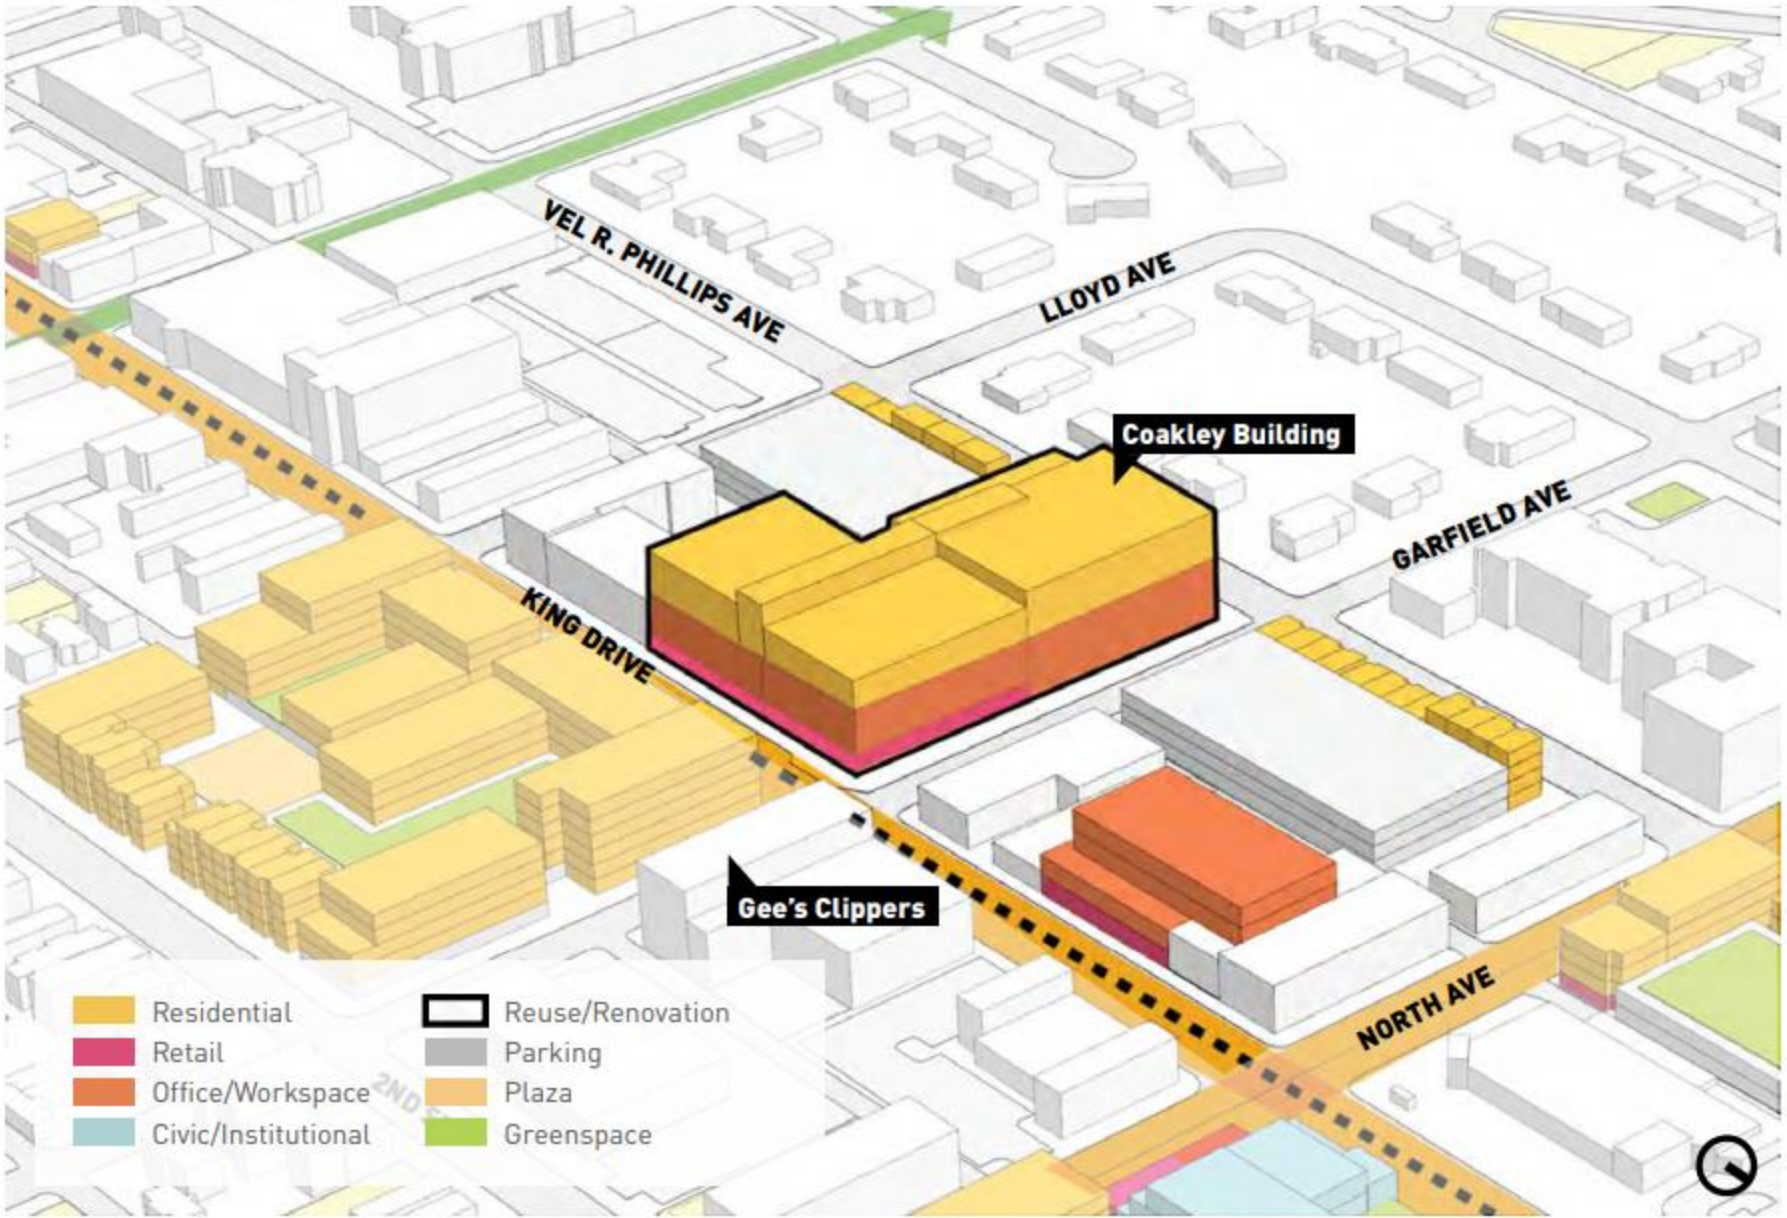 VEL R. PHILLIPS AVE
LLOYD AVE
Coakley Building
GARFIELD AVE
KING DRIVE
Gee's Clippers
NORTH AVE
Residential
Retail
Office/Workspace
Civic/Institutional
Reuse/Renovation
Parking
Plaza
Greenspace
2ND